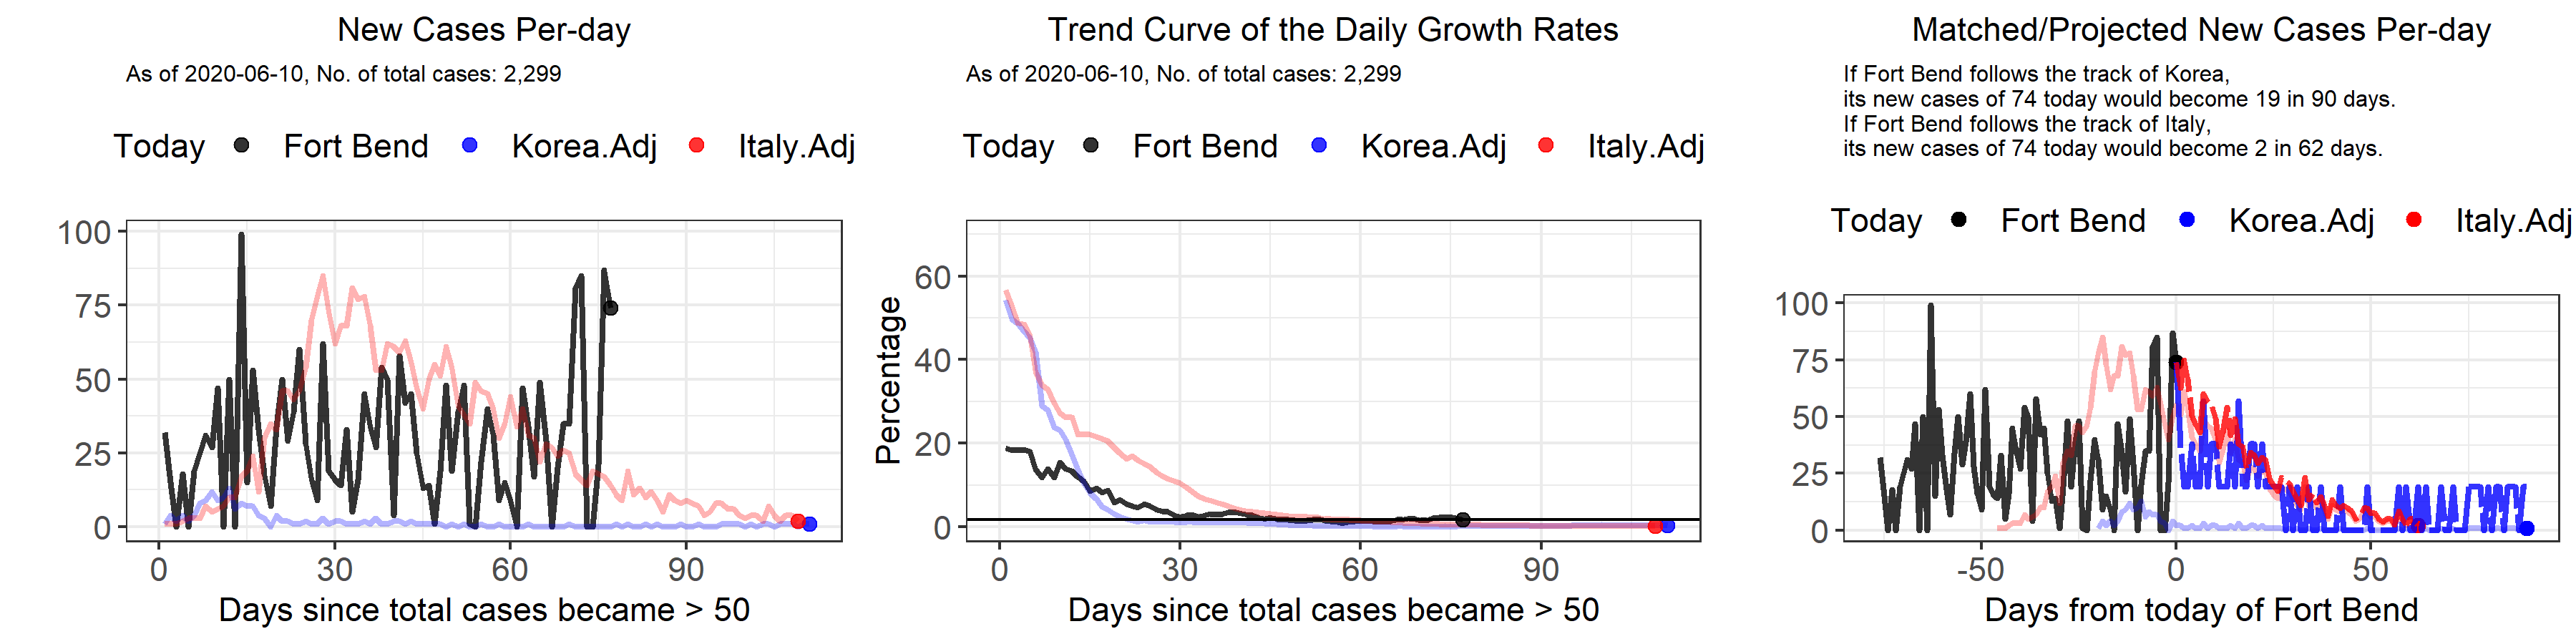 New Cases Per-day
As of 2020-06-10, No. of total cases: 2,299
Today Fort Bend Korea.Adj Italy.Adj
100
75
50
25
0
0 30 60 90
Days since total cases became > 50
Trend Curve of the Daily Growth Rates
As of 2020-06-10, No. of total cases: 2,299
Today Fort Bend Korea.Adj Italy.Adj
Percentage
60
40
20
0
0 30 60 90
Days since total cases became > 50
Matched/Projected New Cases Per-day
If Fort Bend follows the track of Korea,
its new cases of 74 today would become 19 in 90 days.
If Fort Bend follows the track of Italy,
its new cases of 74 today would become 2 in 62 days.
Today Fort Bend Korea.Adj Italy.Adj
100
75
50
25
0
-50 0 50
Days from today of Fort Bend